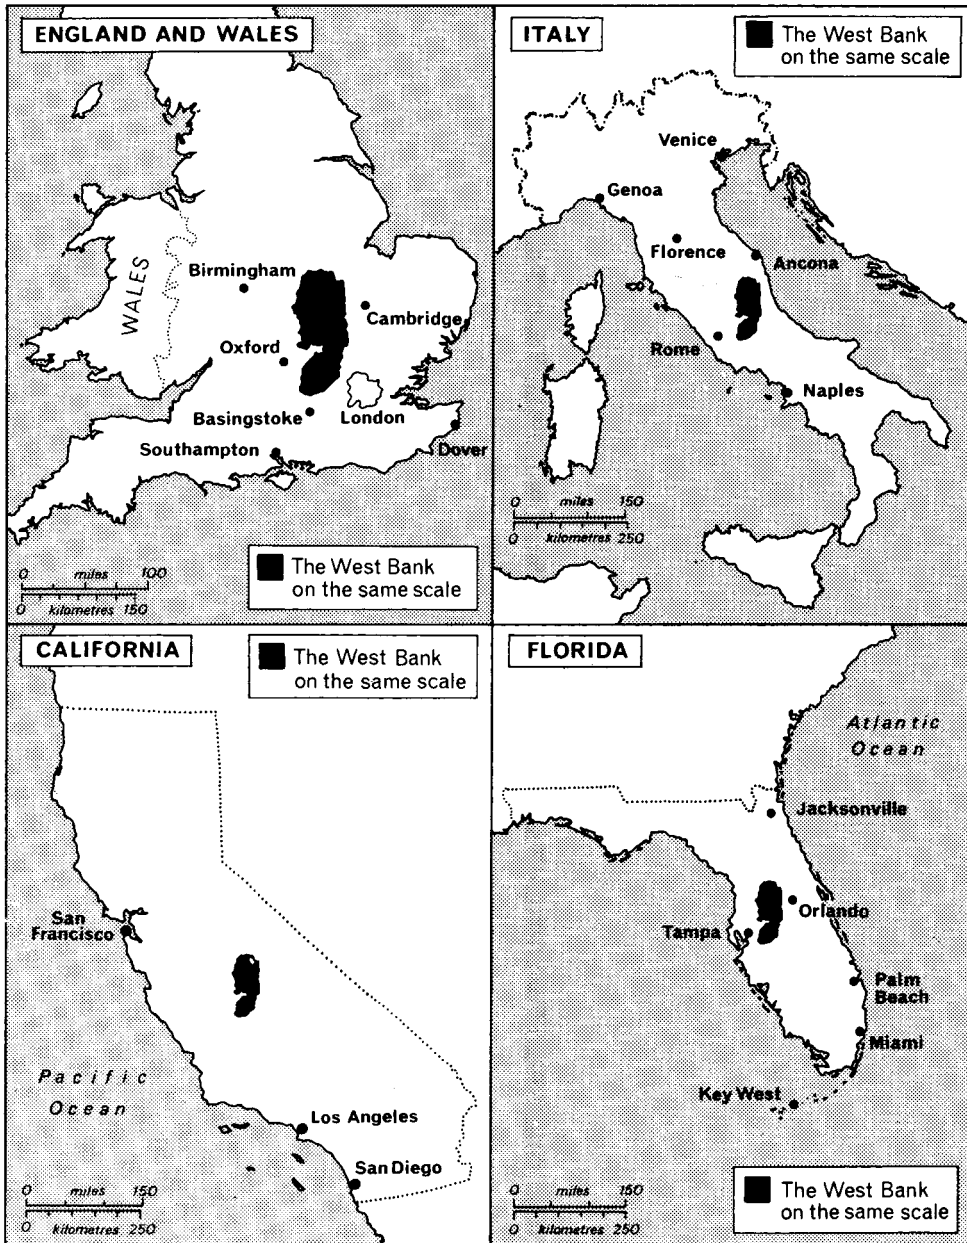 ENGLAND AND WALES
WALES
Birmingham
Cambridge
Oxford
Basingstoke
London
Southampton
Dover
The West Bank
on the same scale
0 miles 100
0 kilometres 150
ITALY
The West Bank
on the same scale
Venice
Genoa
Florence
Ancona
Rome
Naples
0 miles 150
0 kilometres 250
CALIFORNIA
The West Bank
on the same scale
San
Francisco
Pacific
Ocean
Los Angeles
San Diego
0 miles 150
0 kilometres 250
FLORIDA
Atlantic
Ocean
Jacksonville
Orlando
Tampa
Palm
Beach
Miami
Key West
0 miles 150
0 kilometres 250
The West Bank
on the same scale